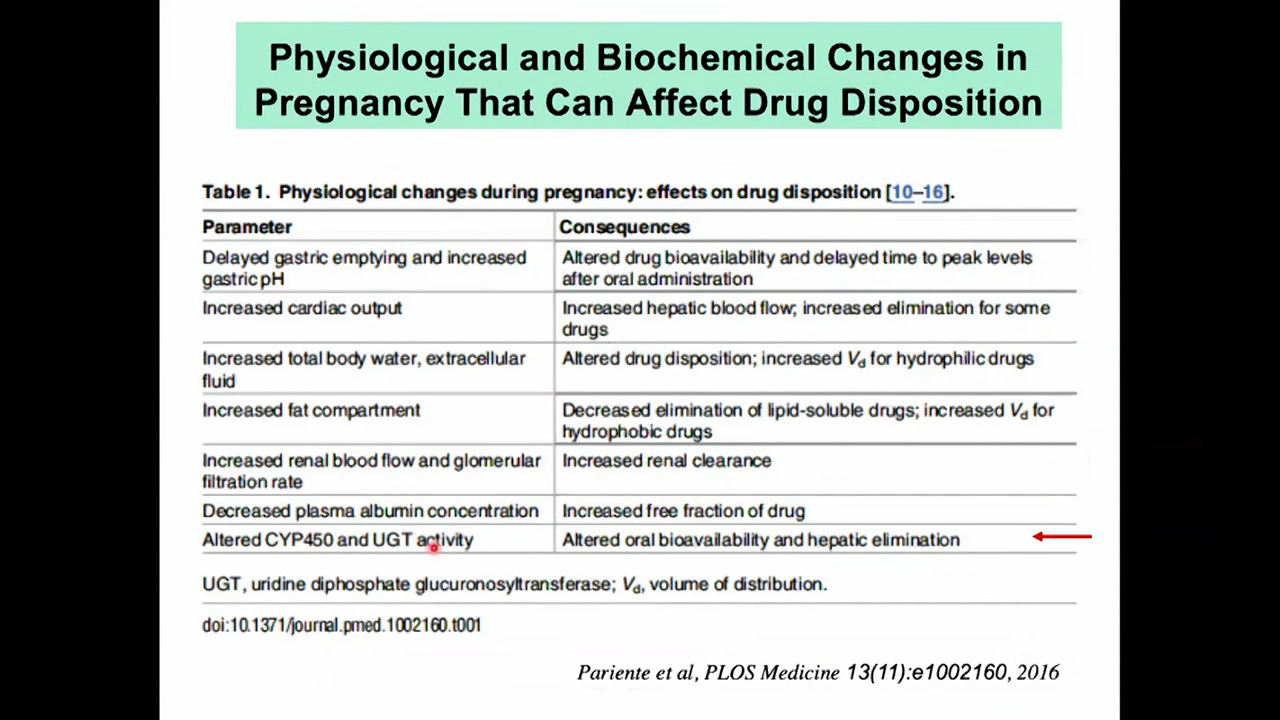 Physiological and Biochemical Changes in
Pregnancy That Can Affect Drug Disposition
Table 1. Physiological changes during pregnancy: effects on drug disposition [10–16].
Parameter Consequences
Delayed gastric emptying and increased gastric pH Altered drug bioavailability and delayed time to peak levels after oral administration
Increased cardiac output Increased hepatic blood flow; increased elimination for some drugs
Increased total body water, extracellular fluid Altered drug disposition; increased Vd for hydrophilic drugs
Increased fat compartment Decreased elimination of lipid-soluble drugs; increased Vd for hydrophobic drugs
Increased renal blood flow and glomerular filtration rate Increased renal clearance
Decreased plasma albumin concentration Increased free fraction of drug
Altered CYP450 and UGT activity Altered oral bioavailability and hepatic elimination
UGT, uridine diphosphate glucuronosyltransferase; Vd, volume of distribution.
doi:10.1371/journal.pmed.1002160.t001
Pariente et al, PLOS Medicine 13(11):e1002160, 2016